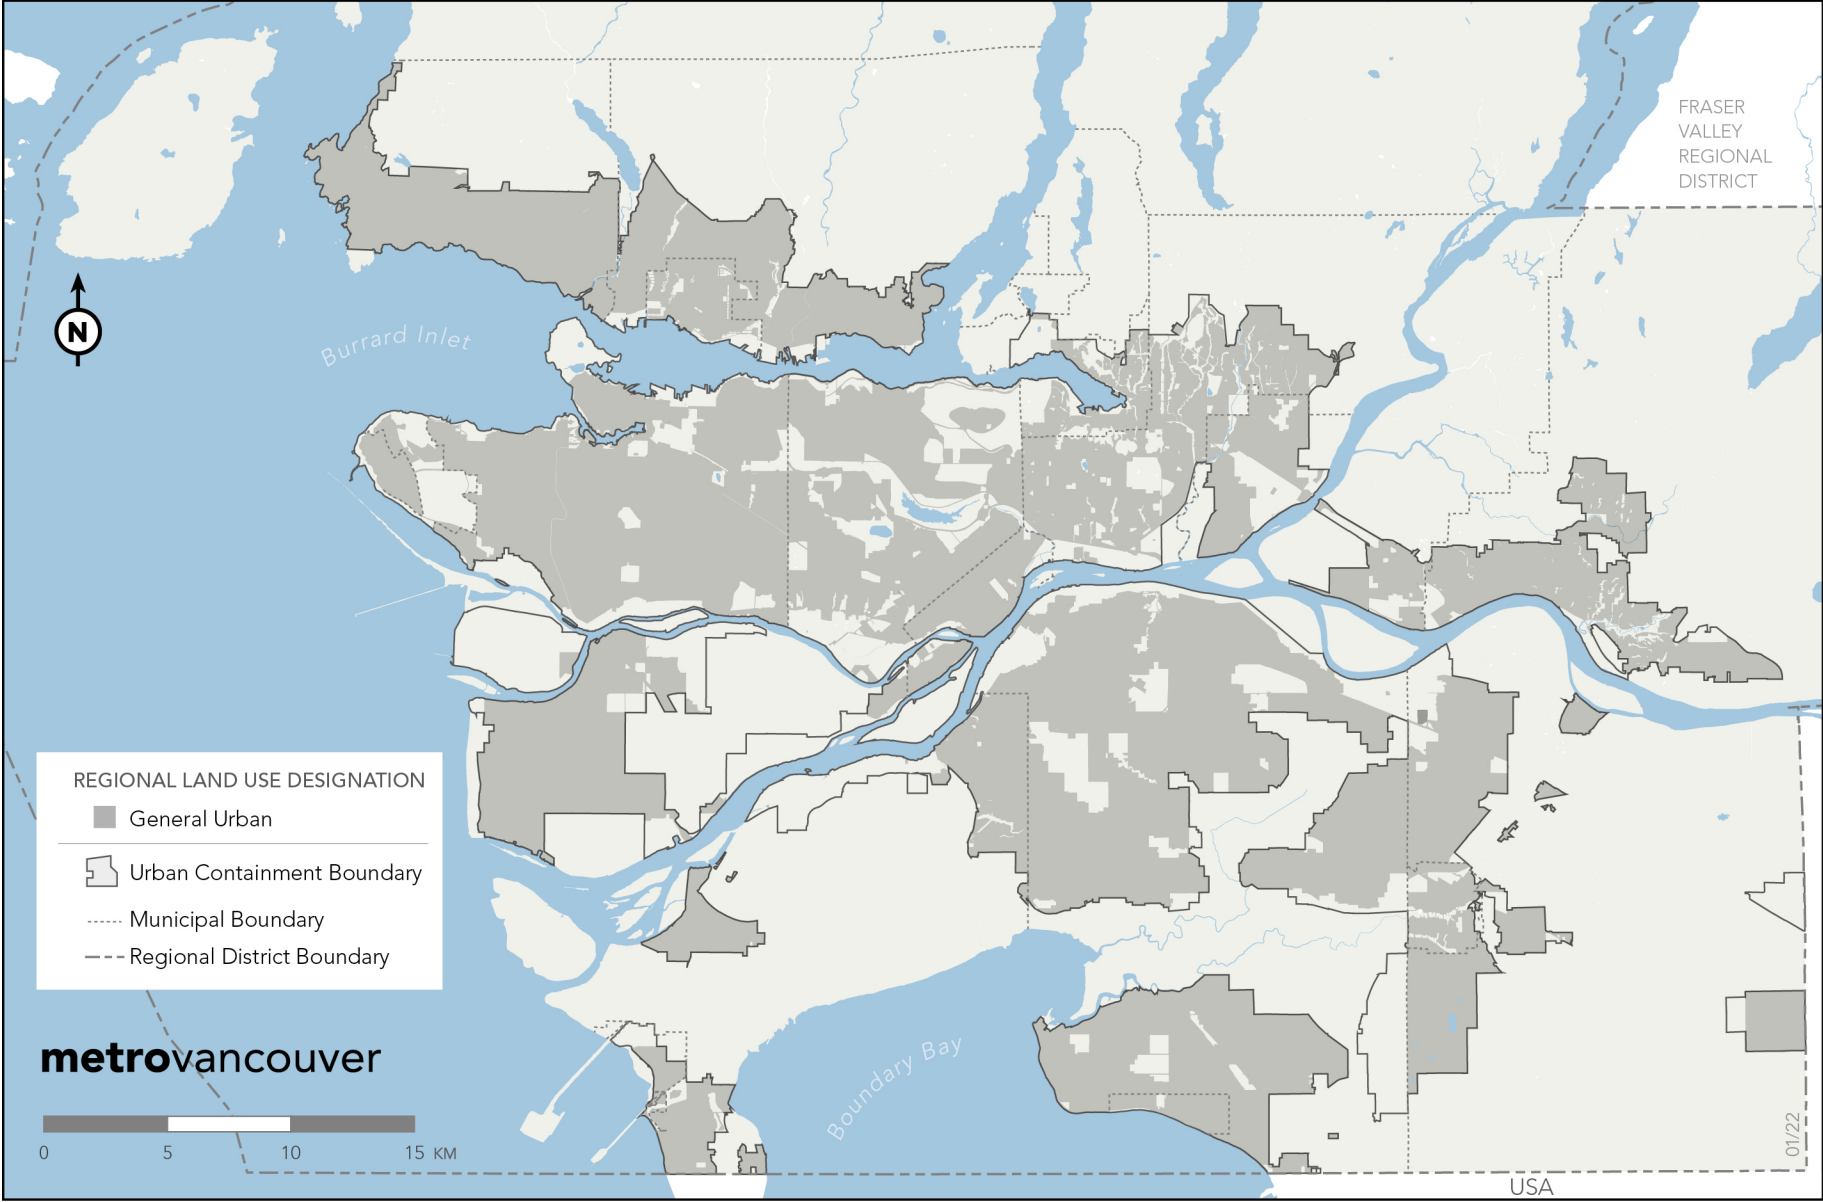 FRASER
VALLEY
REGIONAL
DISTRICT
N
Burrard Inlet
REGIONAL LAND USE DESIGNATION
General Urban
Urban Containment Boundary
Municipal Boundary
Regional District Boundary
metrovancouver
Boundary Bay
0 5 10 15 KM
01/22
USA